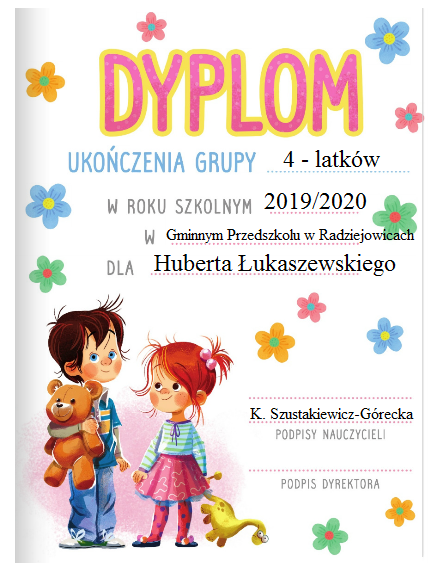 DYPLOM
UKOŃCZENIA GRUPY 4 - latków
W ROKU SZKOLNYM 2019/2020
W Gminnym Przedszkolu w Radziejowicach
DLA Huberta Łukaszewskiego
K. Szustakiewicz-Górecka
PODPISY NAUCZYCIELI
PODPIS DYREKTORA